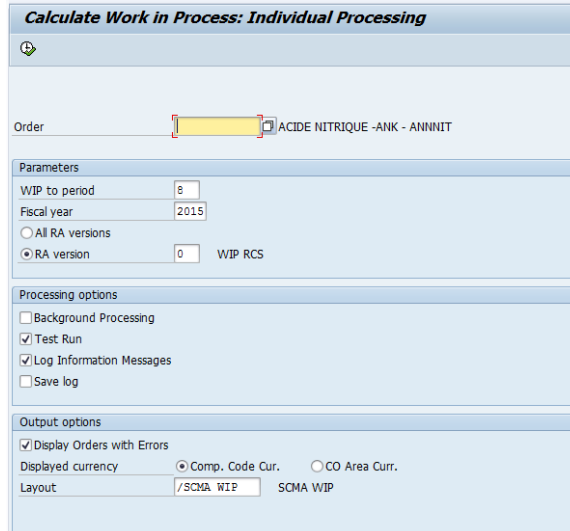 Calculate Work in Process: Individual Processing
Order ACIDE NITRIQUE -ANK - ANNNIT
Parameters
WIP to period 8
Fiscal year 2015
All RA versions
RA version 0 WIP RCS
Processing options
Background Processing
Test Run
Log Information Messages
Save log
Output options
Display Orders with Errors
Displayed currency Comp. Code Cur. CO Area Curr.
Layout /SCMA WIP SCMA WIP